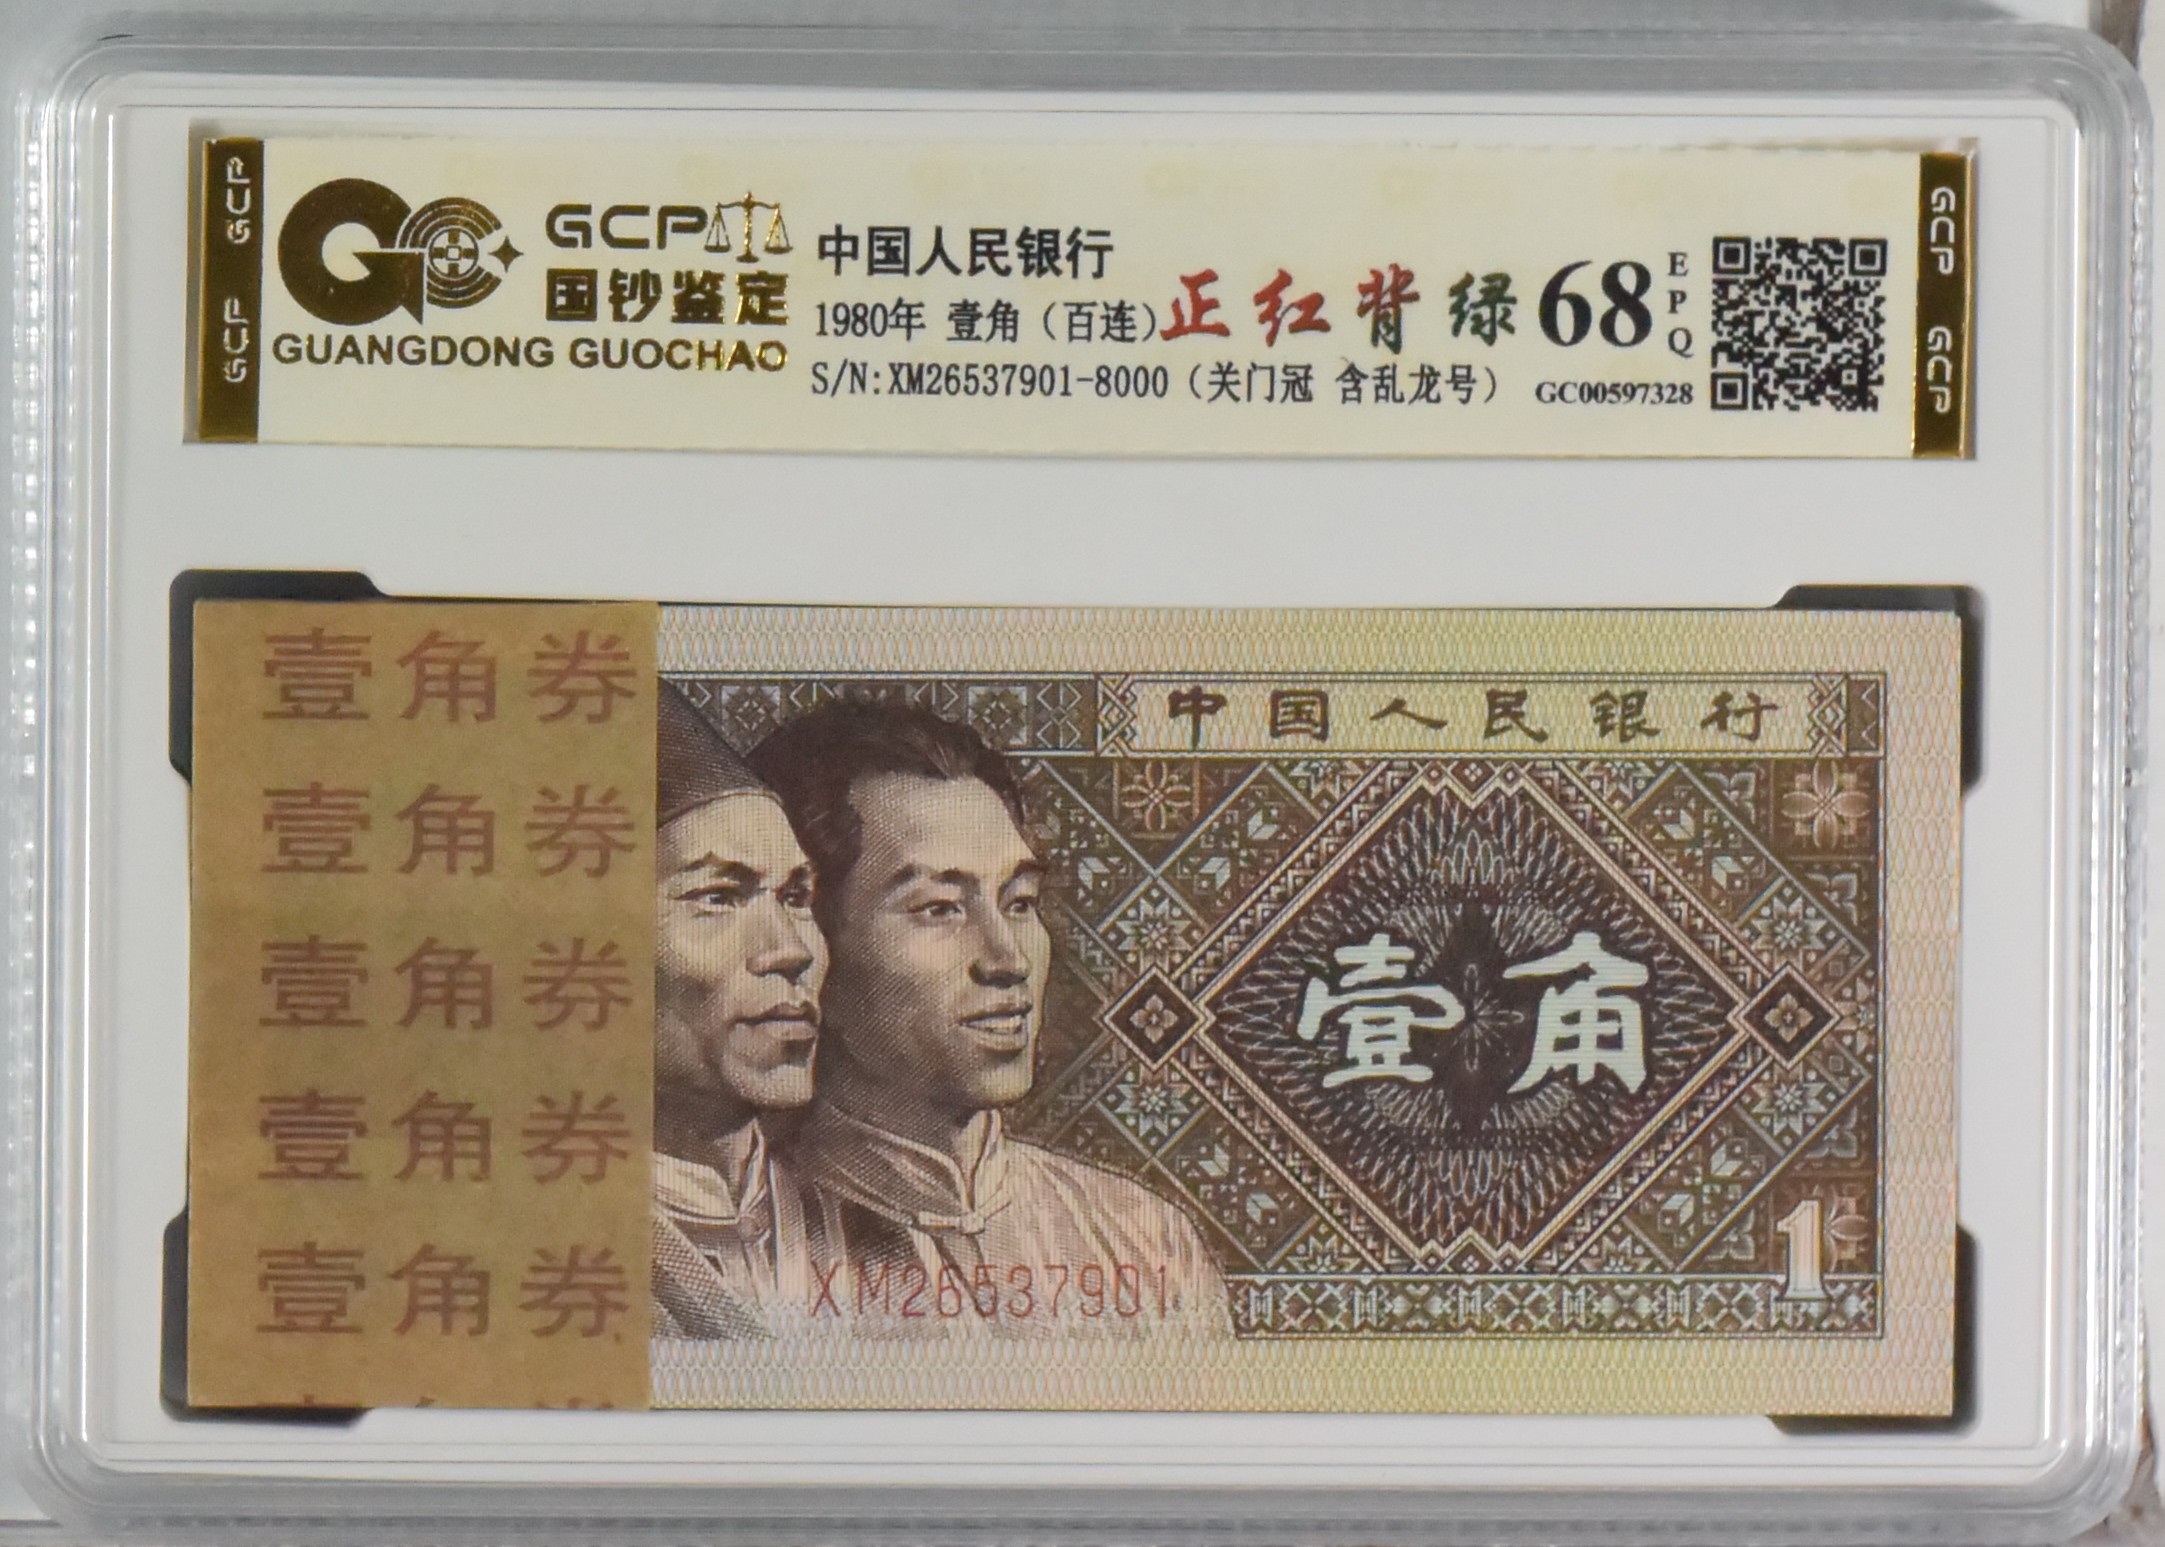 GCP GCP
GCP
国钞鉴定
GUANGDONG GUOCHAO
中国人民银行
1980年 壹角（百连）正红背绿
S/N:XM26537901-8000（关门冠 含乱龙号）
68
EPQ
GC00597328
GCP GCP
壹角券
壹角券
壹角券
壹角券
壹角券
中国人民银行
壹角
1
XM26537901